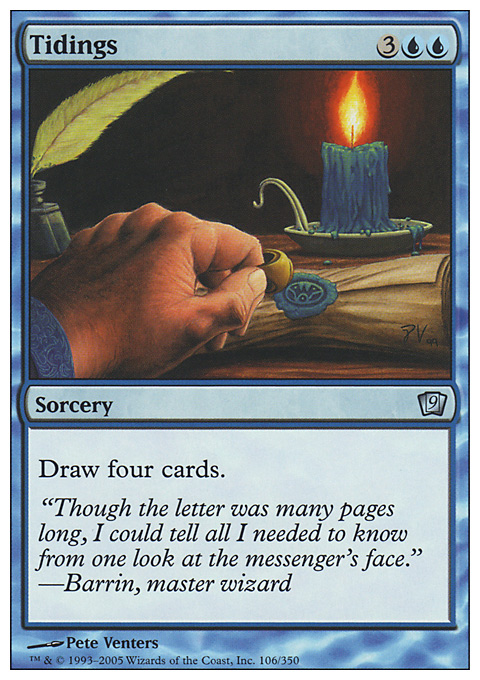 Tidings 3
Sorcery 9
Draw four cards.
“Though the letter was many pages
long, I could tell all I needed to know
from one look at the messenger’s face.”
—Barrin, master wizard
Pete Venters
™ & © 1993–2005 Wizards of the Coast, Inc. 106/350